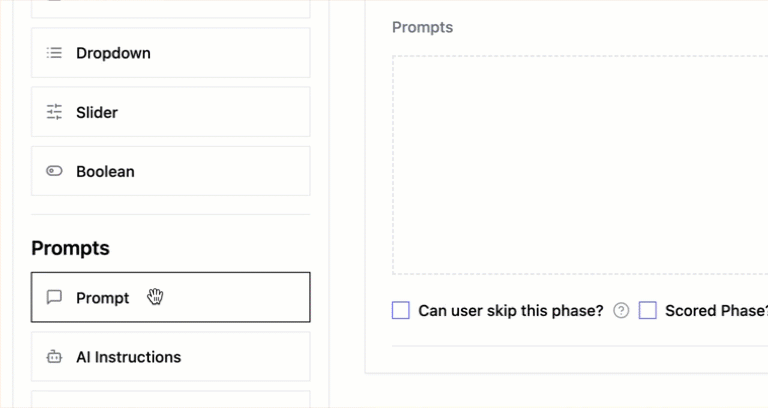 Dropdown
Slider
Boolean
Prompts
Prompt
AI Instructions
Prompts
Can user skip this phase?
Scored Phase?